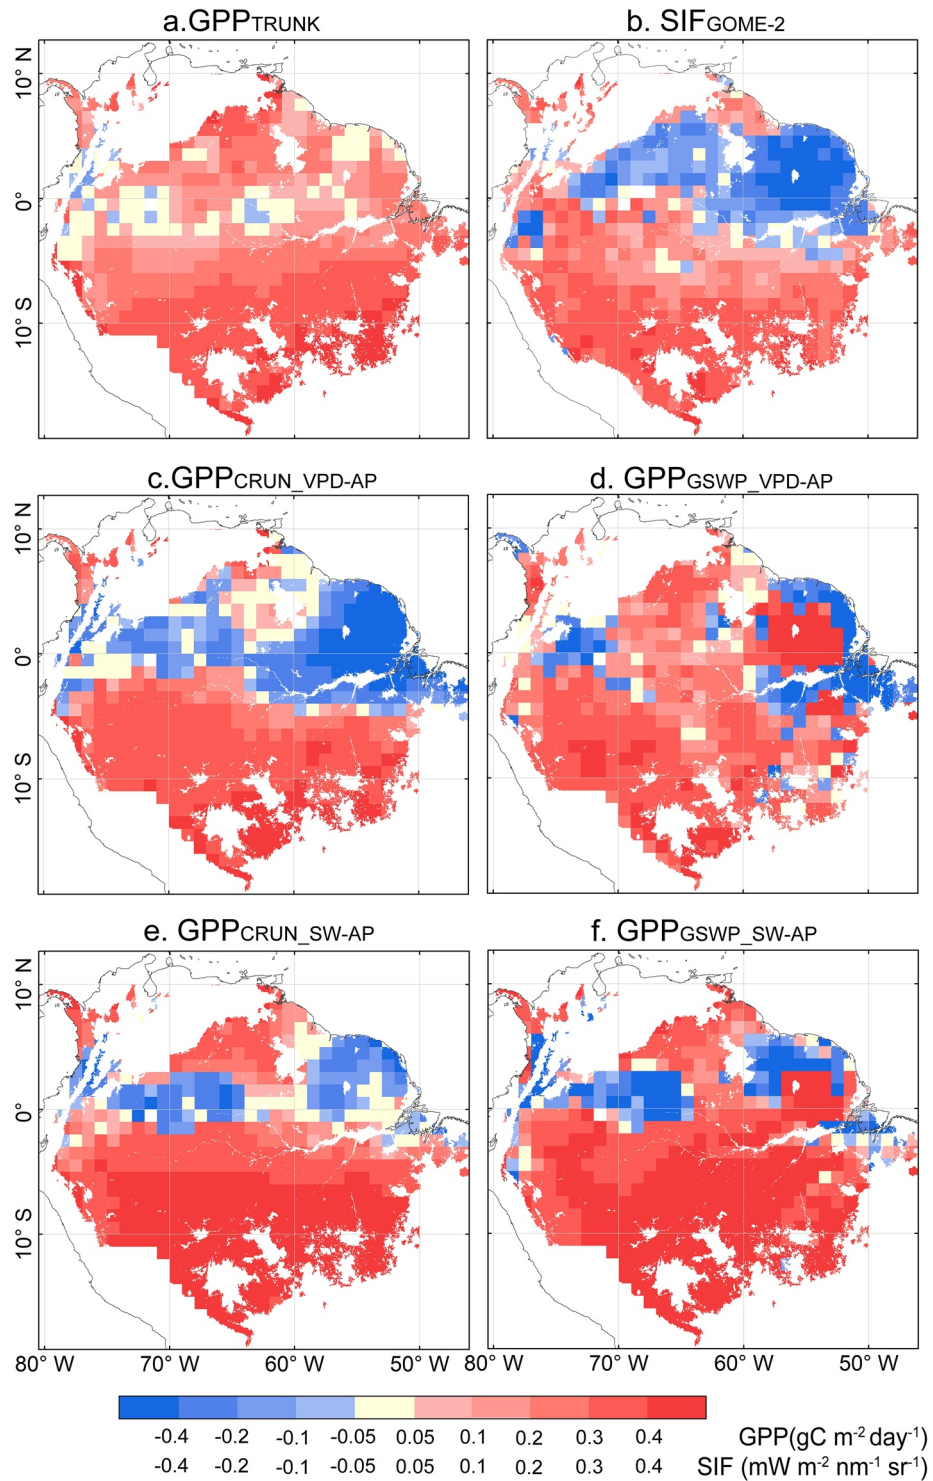 a.GPPTRUNK b. SIFGOME-2
10° N
0°
10° S
c.GPPCRUN_VPD-AP d. GPPGSWP_VPD-AP
10° N
0°
10° S
e. GPPCRUN_SW-AP f. GPPGSWP_SW-AP
10° N
0°
10° S
80° W 70° W 60° W 50° W 80° W 70° W 60° W 50° W
-0.4 -0.2 -0.1 -0.05 0.05 0.1 0.2 0.3 0.4 GPP(gC m-2 day-1)
-0.4 -0.2 -0.1 -0.05 0.05 0.1 0.2 0.3 0.4 SIF (mW m-2 nm-1 sr-1)